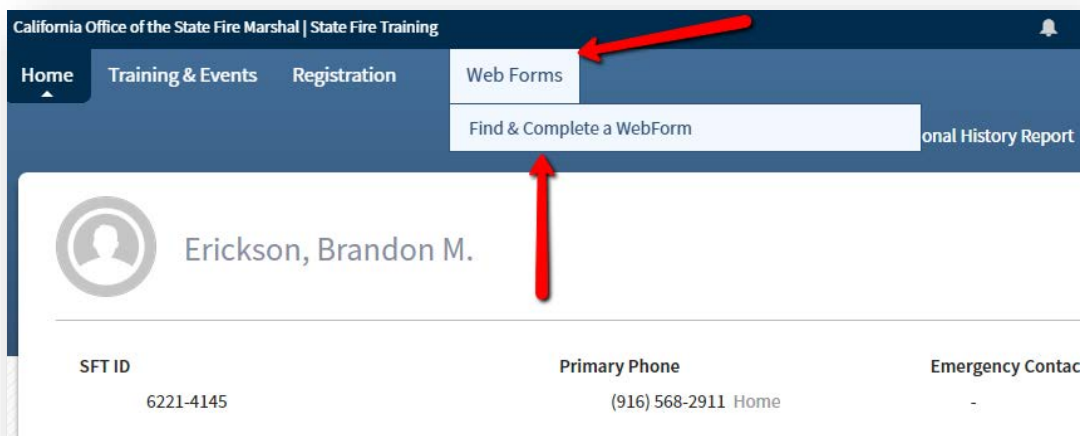 California Office of the State Fire Marshal | State Fire Training
Home Training & Events Registration Web Forms
Find & Complete a WebForm
onal History Report
Erickson, Brandon M.
SFT ID Primary Phone Emergency Contac
6221-4145 (916) 568-2911 Home -